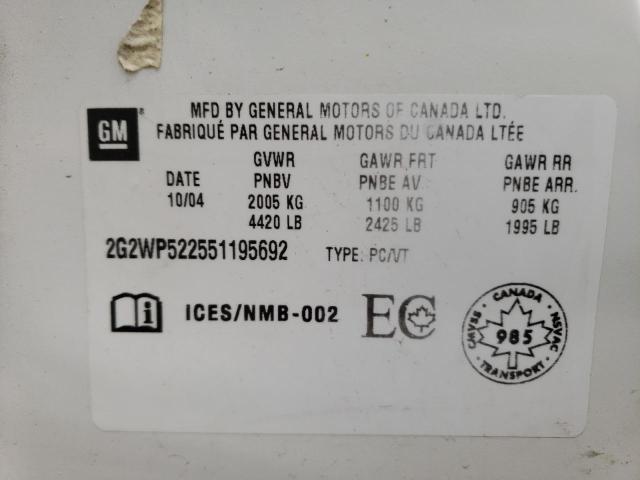 GM
MFD BY GENERAL MOTORS OF CANADA LTD.
FABRIQUÉ PAR GENERAL MOTORS DU CANADA LTÉE
GVWR GAWR FRT GAWR RR
DATE PNBV PNBE AV. PNBE ARR.
10/04 2005 KG 1100 KG 905 KG
4420 LB 2425 LB 1995 LB
2G2WP522551195692 TYPE: PC/VT
i ICES/NMB-002 EC
CANADA
CMVSS 985 NSVAC
TRANSPORT